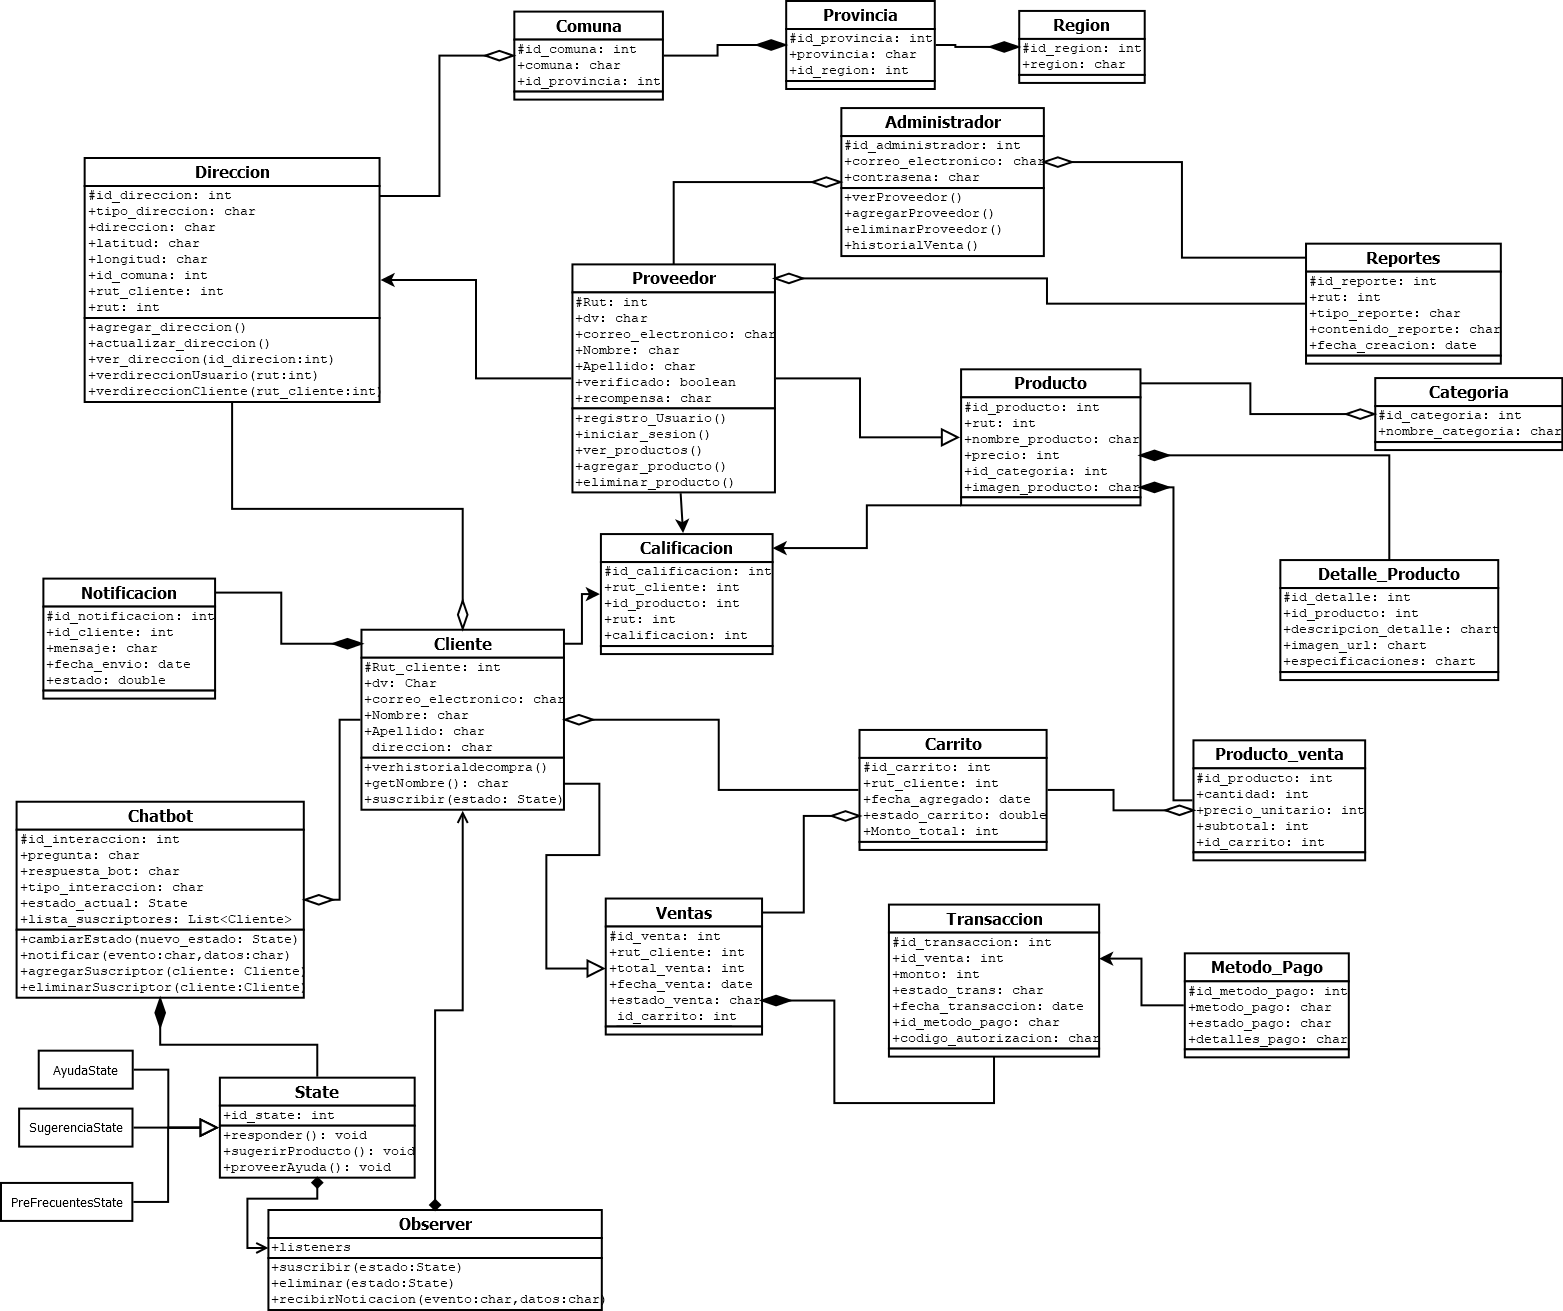 Comuna
#id_comuna: int
+comuna: char
+id_provincia: int
Provincia
#id_provincia: int
+provincia: char
+id_region: int
Region
#id_region: int
+region: char
Administrador
#id_administrador: int
+correo_electronico: char
+contrasena: char
+verProveedor()
+agregarProveedor()
+eliminarProveedor()
+historialVenta()
Direccion
#id_direccion: int
+tipo_direccion: char
+direccion: char
+latitud: char
+longitud: char
+id_comuna: int
+rut_cliente: int
+rut: int
+agregar_direccion()
+actualizar_direccion()
+ver_direccion(id_direcion:int)
+verdireccionUsuario(rut:int)
+verdireccionCliente(rut_cliente:int)
Proveedor
#Rut: int
+dv: char
+correo_electronico: char
+Nombre: char
+Apellido: char
+verificado: boolean
+recompensa: char
+registro_Usuario()
+iniciar_sesion()
+ver_productos()
+agregar_producto()
+eliminar_producto()
Reportes
#id_reporte: int
+rut: int
+tipo_reporte: char
+contenido_reporte: char
+fecha_creacion: date
Producto
#id_producto: int
+rut: int
+nombre_producto: char
+precio: int
+id_categoria: int
+imagen_producto: char
Categoria
#id_categoria: int
+nombre_categoria: char
Calificacion
#id_calificacion: int
+rut_cliente: int
+id_producto: int
+rut: int
+calificacion: int
Detalle_Producto
#id_detalle: int
+id_producto: int
+descripcion_detalle: chart
+imagen_url: chart
+especificaciones: chart
Notificacion
#id_notificacion: int
+id_cliente: int
+mensaje: char
+fecha_envio: date
+estado: double
Cliente
#Rut_cliente: int
+dv: Char
+correo_electronico: char
+Nombre: char
+Apellido: char
direccion: char
+verhistorialdecompra()
+getNombre(): char
+suscribir(estado: State)
Carrito
#id_carrito: int
+rut_cliente: int
+fecha_agregado: date
+estado_carrito: double
+Monto_total: int
Producto_venta
#id_producto: int
+cantidad: int
+precio_unitario: int
+subtotal: int
+id_carrito: int
Chatbot
#id_interaccion: int
+pregunta: char
+respuesta_bot: char
+tipo_interaccion: char
+estado_actual: State
+lista_suscriptores: List<Cliente>
+cambiarEstado(nuevo_estado: State)
+notificar(evento:char,datos:char)
+agregarSuscriptor(cliente: Cliente)
+eliminarSuscriptor(cliente:Cliente)
Ventas
#id_venta: int
+rut_cliente: int
+total_venta: int
+fecha_venta: date
+estado_venta: char
id_carrito: int
Transaccion
#id_transaccion: int
+id_venta: int
+monto: int
+estado_trans: char
+fecha_transaccion: date
+id_metodo_pago: char
+codigo_autorizacion: char
Metodo_Pago
#id_metodo_pago: int
+metodo_pago: char
+estado_pago: char
+detalles_pago: char
AyudaState
SugerenciaState
PreFrecuentesState
State
+id_state: int
+responder(): void
+sugerirProducto(): void
+proveerAyuda(): void
Observer
+listeners
+suscribir(estado:State)
+eliminar(estado:State)
+recibirNoticacion(evento:char,datos:char)